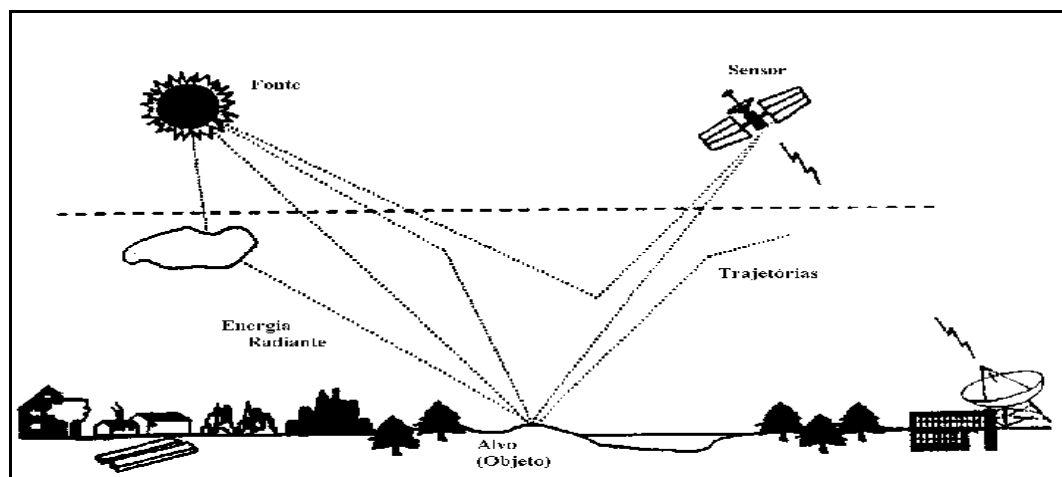 Fonte
Sensor
Trajetórias
Energia
Radiante
Alvo
(Objeto)